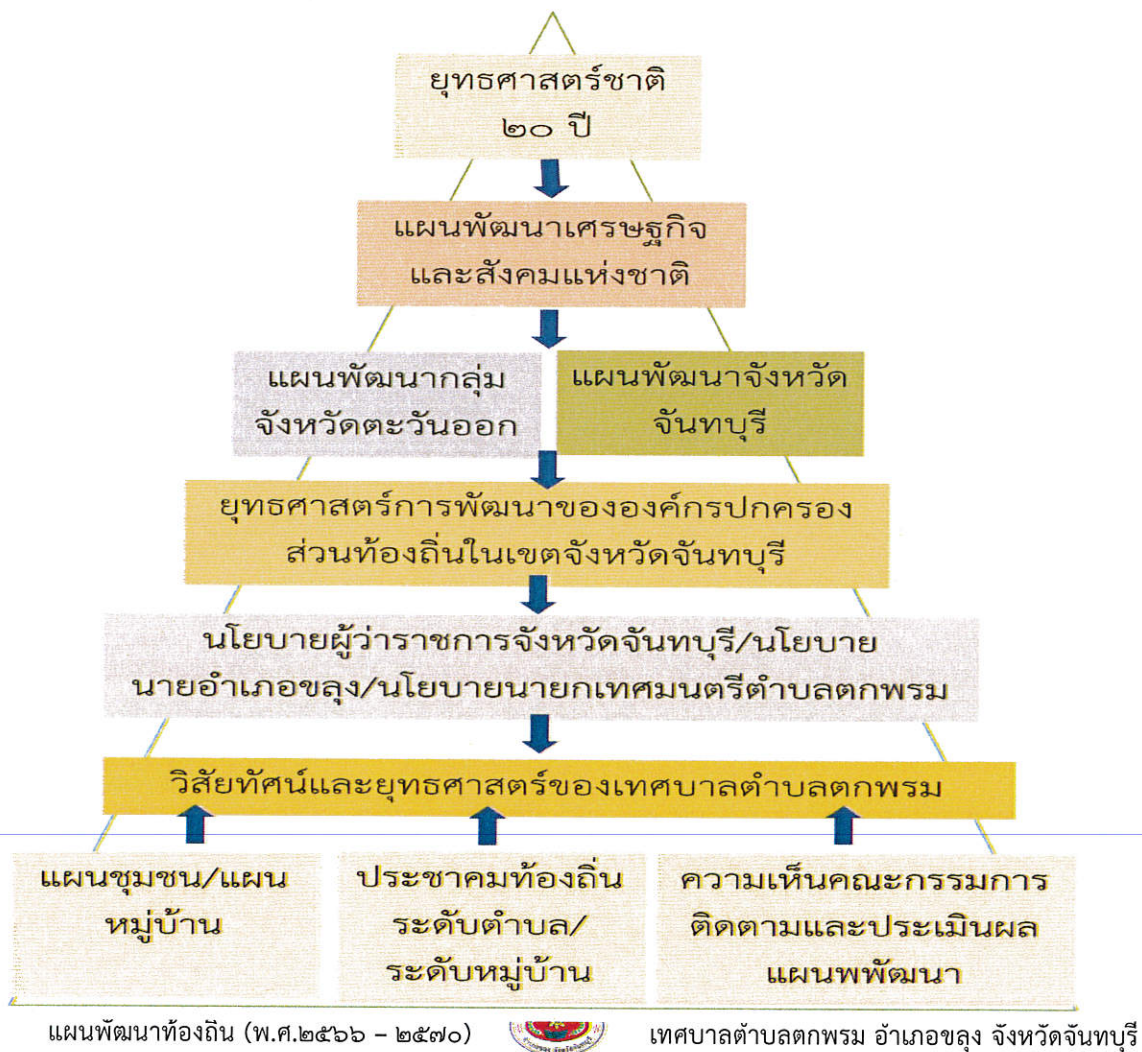 ยุทธศาสตร์ชาติ
๒๐ ปี
แผนพัฒนาเศรษฐกิจ
และสังคมแห่งชาติ
แผนพัฒนากลุ่ม
จังหวัดตะวันออก
แผนพัฒนาจังหวัด
จันทบุรี
ยุทธศาสตร์การพัฒนาขององค์กรปกครอง
ส่วนท้องถิ่นในเขตจังหวัดจันทบุรี
นโยบายผู้ว่าราชการจังหวัดจันทบุรี/นโยบาย
นายอำเภอขลุง/นโยบายนายกเทศมนตรีตำบลตกพรม
วิสัยทัศน์และยุทธศาสตร์ของเทศบาลตำบลตกพรม
แผนชุมชน/แผน
หมู่บ้าน
ประชาคมท้องถิ่น
ระดับตำบล/
ระดับหมู่บ้าน
ความเห็นคณะกรรมการ
ติดตามและประเมินผล
แผนพพัฒนา
แผนพัฒนาท้องถิ่น (พ.ศ.๒๕๖๖ – ๒๕๗๐)
เทศบาลตำบลตกพรม อำเภอขลุง จังหวัดจันทบุรี